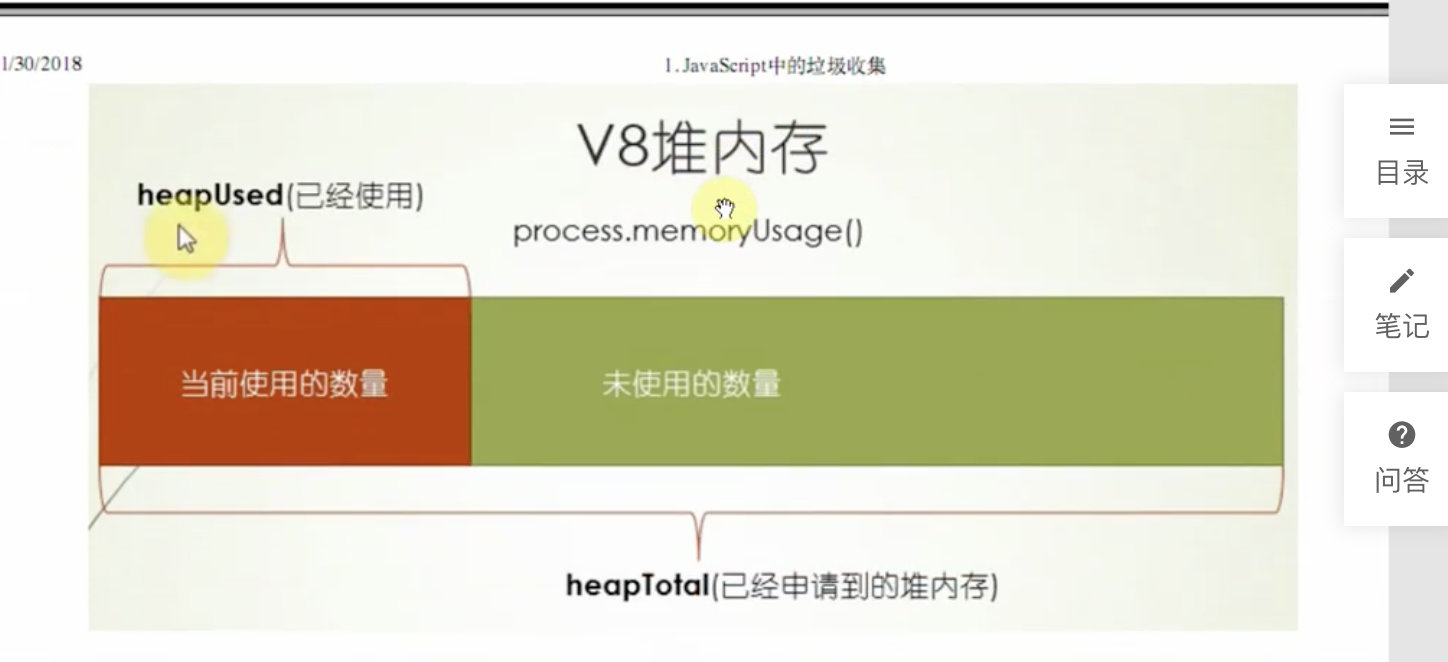 1/30/2018
1.JavaScript中的垃圾收集
V8堆内存
heapUsed(已经使用)
process.memoryUsage()
当前使用的数量
未使用的数量
heapTotal(已经申请到的堆内存)
目录
笔记
问答